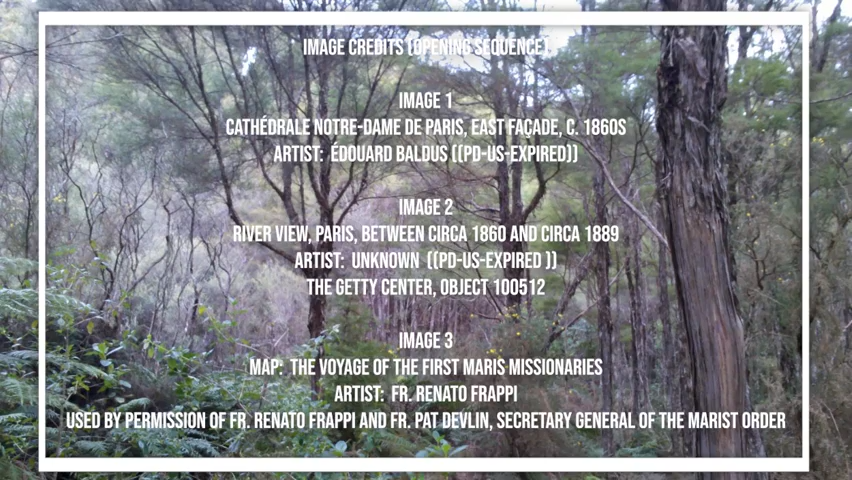 IMAGE CREDITS (OPENING SEQUENCE)
IMAGE 1
CATHÉDRALE NOTRE-DAME DE PARIS, EAST FAÇADE, C. 1860S
ARTIST: ÉDOUARD BALDUS ((PD-US-EXPIRED))
IMAGE 2
RIVER VIEW, PARIS, BETWEEN CIRCA 1860 AND CIRCA 1889
ARTIST: UNKNOWN ((PD-US-EXPIRED ))
THE GETTY CENTER, OBJECT 100512
IMAGE 3
MAP: THE VOYAGE OF THE FIRST MARIS MISSIONARIES
ARTIST: FR. RENATO FRAPPI
USED BY PERMISSION OF FR. RENATO FRAPPI AND FR. PAT DEVLIN, SECRETARY GENERAL OF THE MARIST ORDER